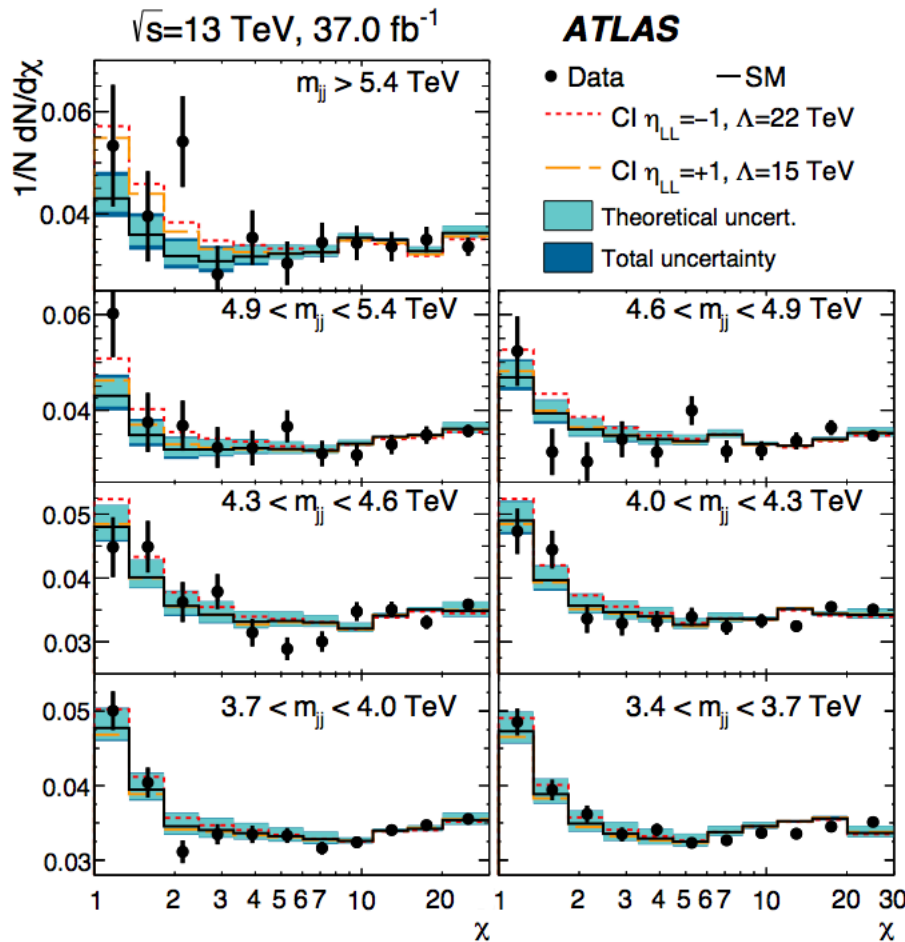 √s=13 TeV, 37.0 fb⁻¹
ATLAS
1/N dN/dχ
m_jj > 5.4 TeV
0.06
0.04
Data
SM
CI η_LL=−1, Λ=22 TeV
CI η_LL=+1, Λ=15 TeV
Theoretical uncert.
Total uncertainty
4.9 < m_jj < 5.4 TeV
0.06
0.04
4.6 < m_jj < 4.9 TeV
4.3 < m_jj < 4.6 TeV
0.05
0.04
0.03
4.0 < m_jj < 4.3 TeV
3.7 < m_jj < 4.0 TeV
0.05
0.04
0.03
3.4 < m_jj < 3.7 TeV
1 2 3 4 5 6 7 10 20
χ
1 2 3 4 5 6 7 10 20 30
χ